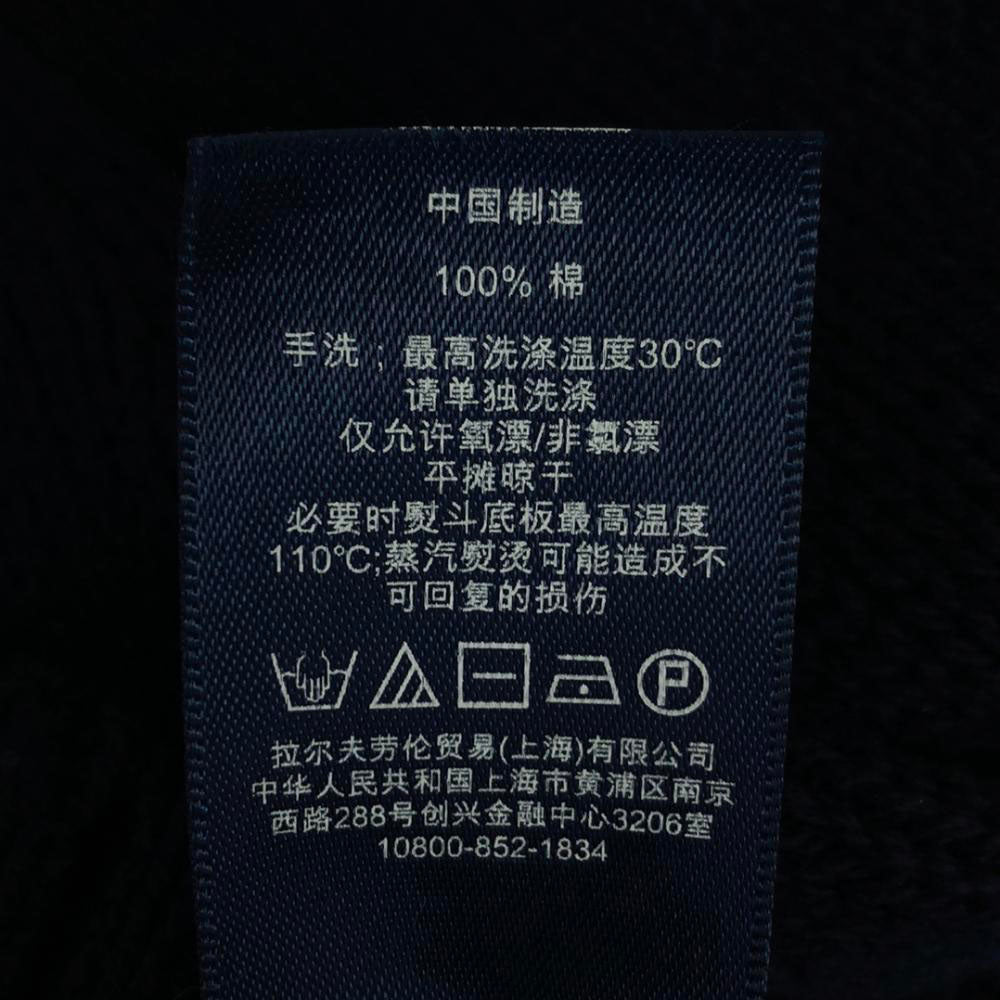 中国制造
100% 棉
手洗；最高洗涤温度30℃
请单独洗涤
仅允许氧漂/非氯漂
平摊晾干
必要时熨斗底板最高温度
110℃;蒸汽熨烫可能造成不
可回复的损伤
P
拉尔夫劳伦贸易(上海)有限公司
中华人民共和国上海市黄浦区南京
西路288号创兴金融中心3206室
10800-852-1834